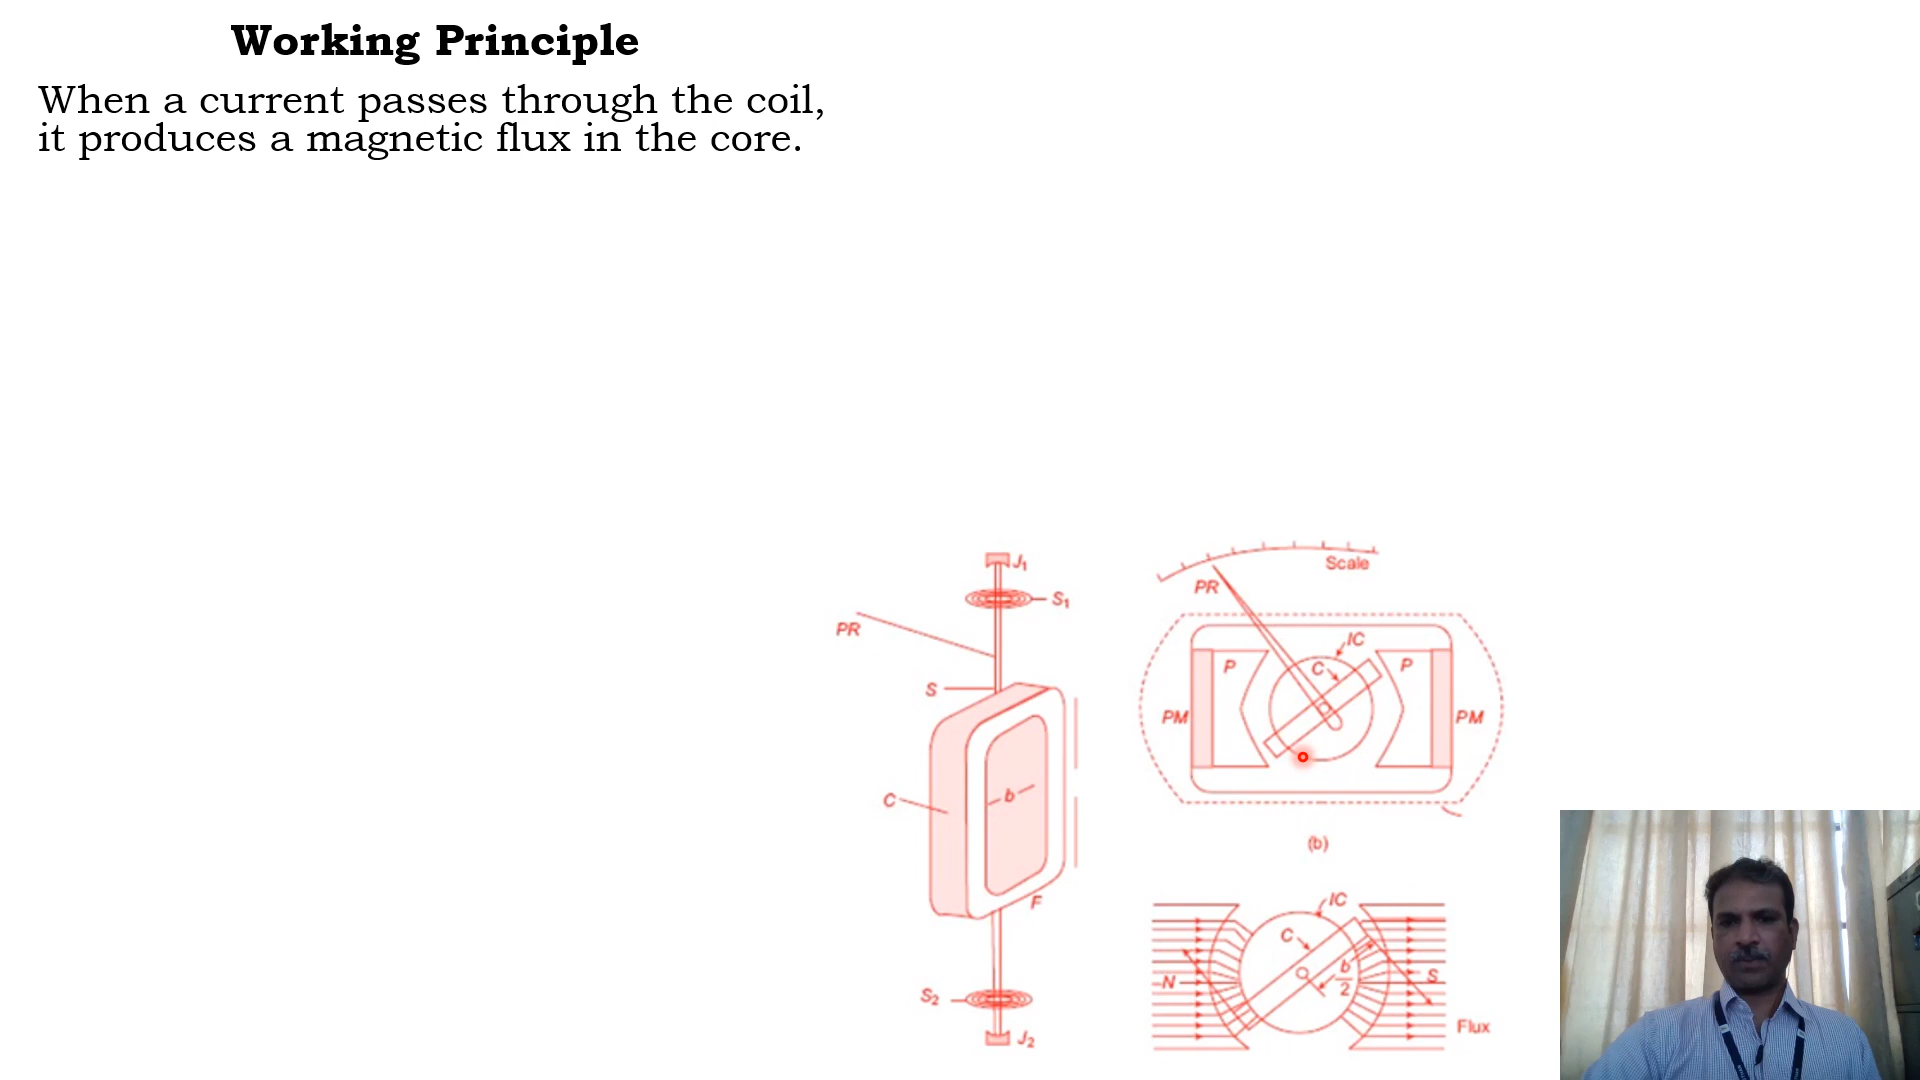 Working Principle
When a current passes through the coil,
it produces a magnetic flux in the core.
J1
S1
PR
S
C
b
F
S2
J2
Scale
PR
IC
C
P
P
PM
PM
(b)
IC
C
b
2
N
S
Flux